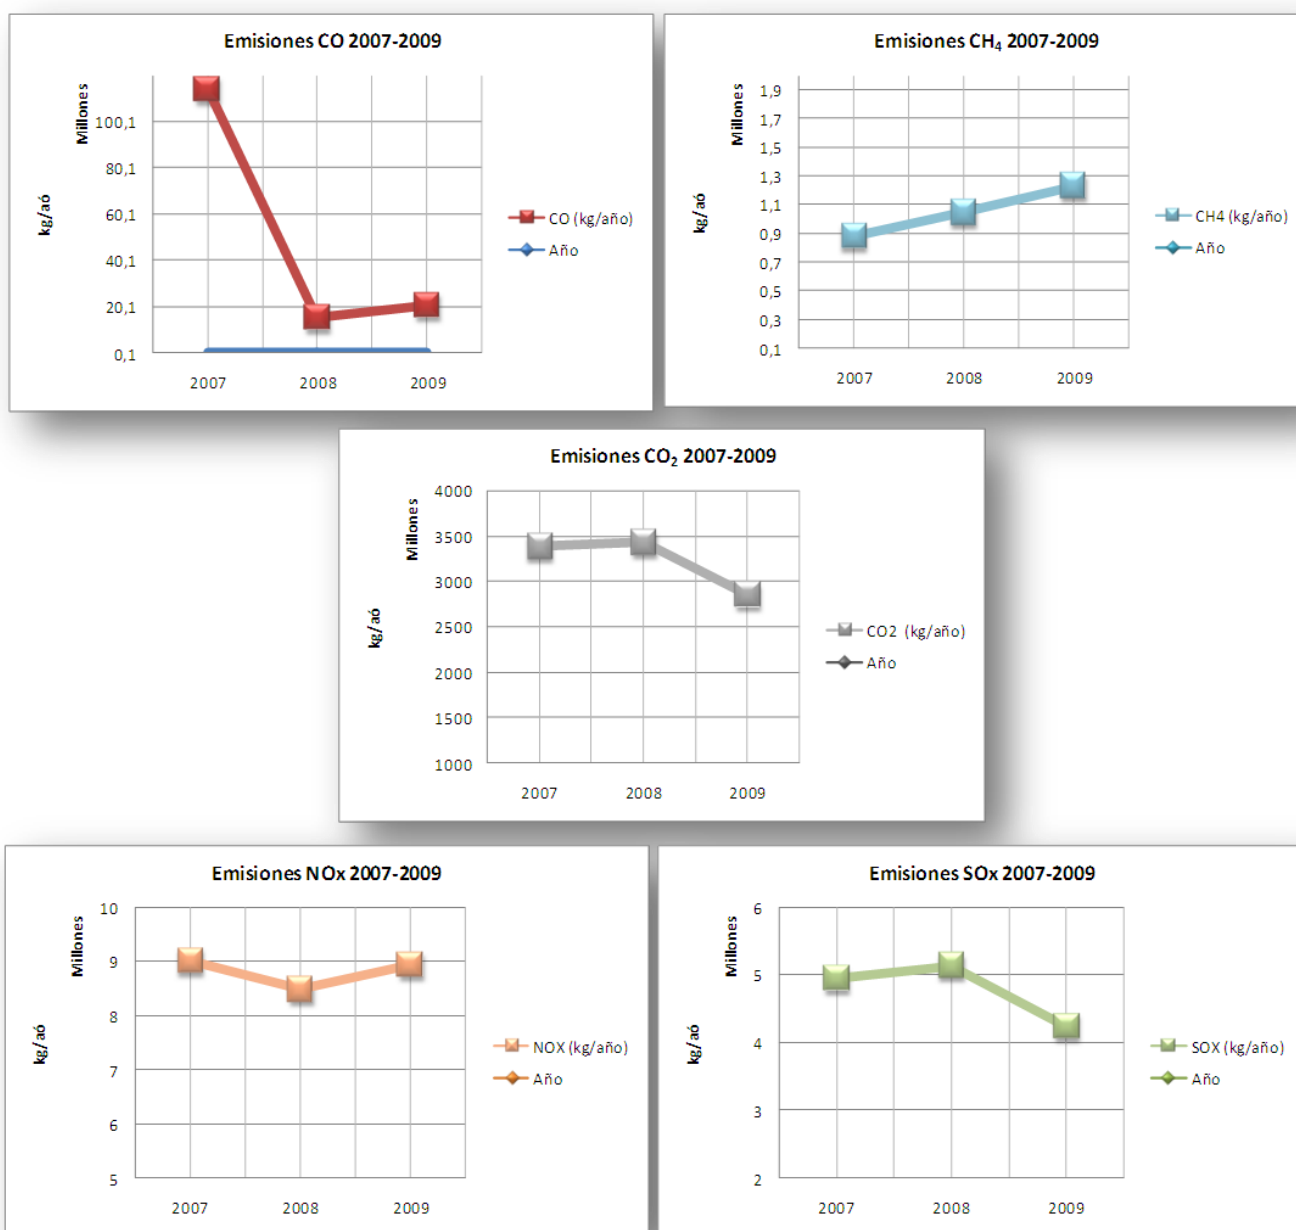 Emisiones CO 2007-2009
Millones
kg/aó
100,1
80,1
60,1
40,1
20,1
0,1
2007 2008 2009
CO (kg/año)
Año
Emisiones CH₄ 2007-2009
Millones
kg/aó
1,9
1,7
1,5
1,3
1,1
0,9
0,7
0,5
0,3
0,1
2007 2008 2009
CH4 (kg/año)
Año
Emisiones CO₂ 2007-2009
Millones
kg/aó
4000
3500
3000
2500
2000
1500
1000
2007 2008 2009
CO2 (kg/año)
Año
Emisiones NOx 2007-2009
Millones
kg/aó
10
9
8
7
6
5
2007 2008 2009
NOX (kg/año)
Año
Emisiones SOx 2007-2009
Millones
kg/aó
6
5
4
3
2
2007 2008 2009
SOX (kg/año)
Año